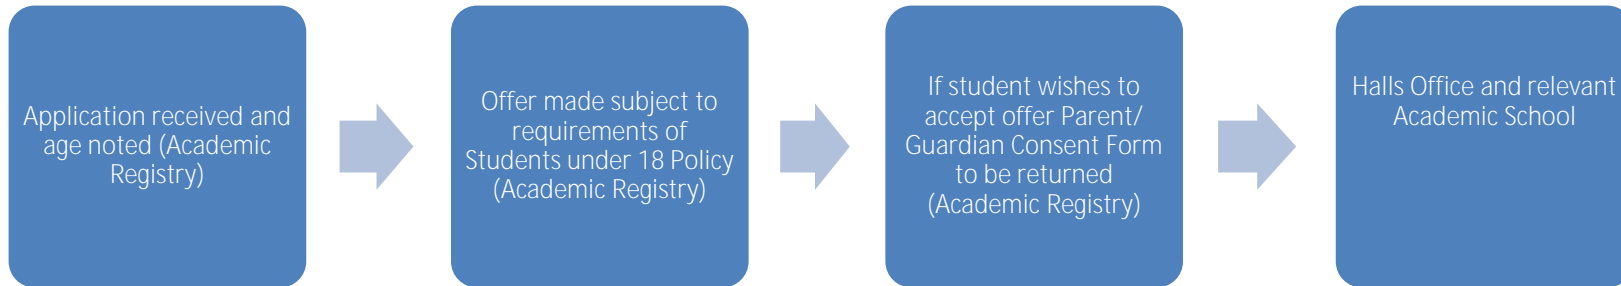 Application received and
age noted (Academic
Registry)
Offer made subject to
requirements of
Students under 18 Policy
(Academic Registry)
If student wishes to
accept offer Parent/
Guardian Consent Form
to be returned
(Academic Registry)
Halls Office and relevant
Academic School